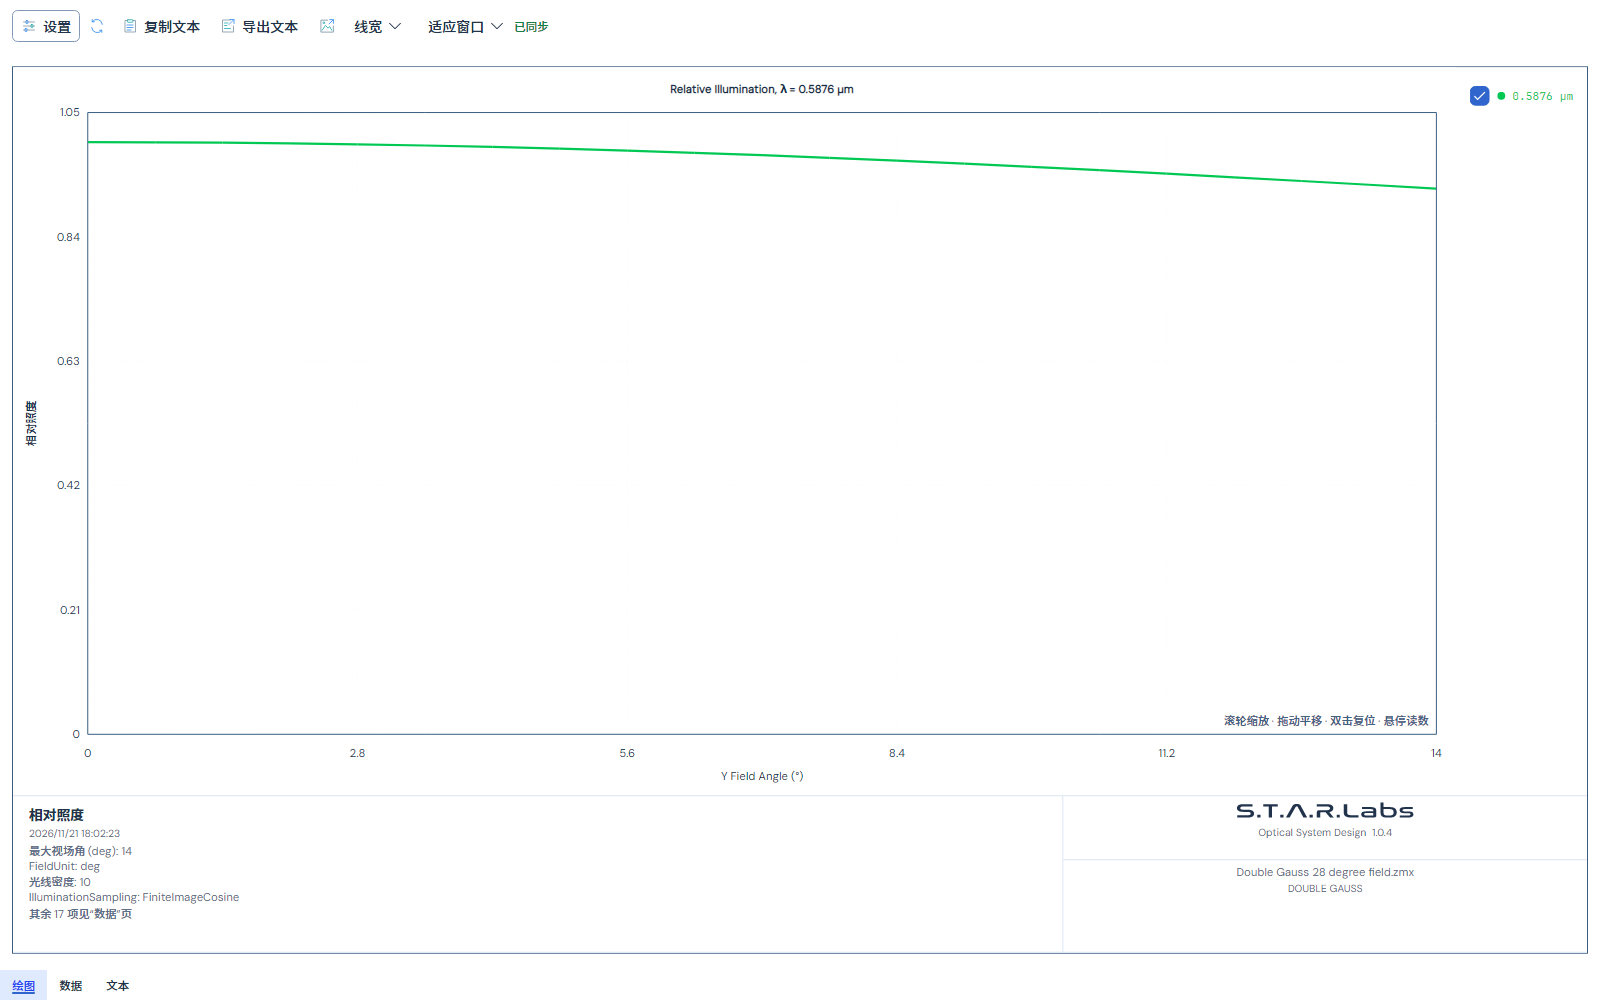 设置 复制文本 导出文本 线宽 适应窗口 已同步
Relative Illumination, λ = 0.5876 µm
0.5876 µm
1.05
0.84
0.63
0.42
0.21
0
相对照度
滚轮缩放 · 拖动平移 · 双击复位 · 悬停读数
0 2.8 5.6 8.4 11.2 14
Y Field Angle (°)
相对照度
2026/11/21 18:02:23
最大视场角 (deg): 14
FieldUnit: deg
光线密度: 10
IlluminationSampling: FiniteImageCosine
其余 17 项见“数据”页
S.T.A.R.Labs
Optical System Design 1.0.4
Double Gauss 28 degree field.zmx
DOUBLE GAUSS
绘图 数据 文本